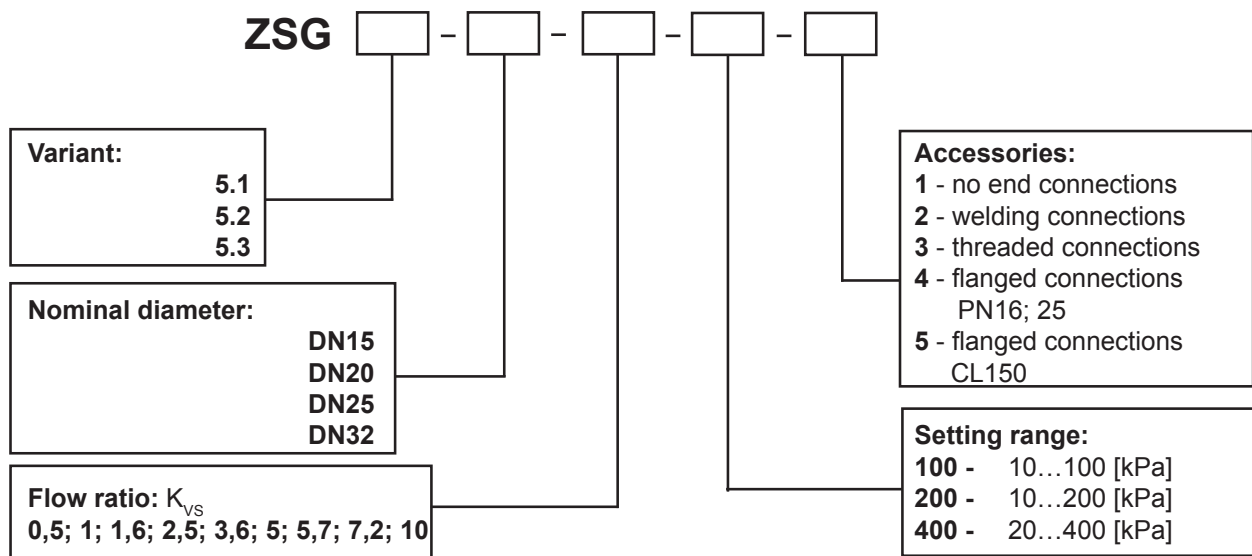 ZSG – – – –
Variant:
5.1
5.2
5.3
Nominal diameter:
DN15
DN20
DN25
DN32
Flow ratio: KVS
0,5; 1; 1,6; 2,5; 3,6; 5; 5,7; 7,2; 10
Accessories:
1 - no end connections
2 - welding connections
3 - threaded connections
4 - flanged connections
PN16; 25
5 - flanged connections
CL150
Setting range:
100 - 10...100 [kPa]
200 - 10...200 [kPa]
400 - 20...400 [kPa]